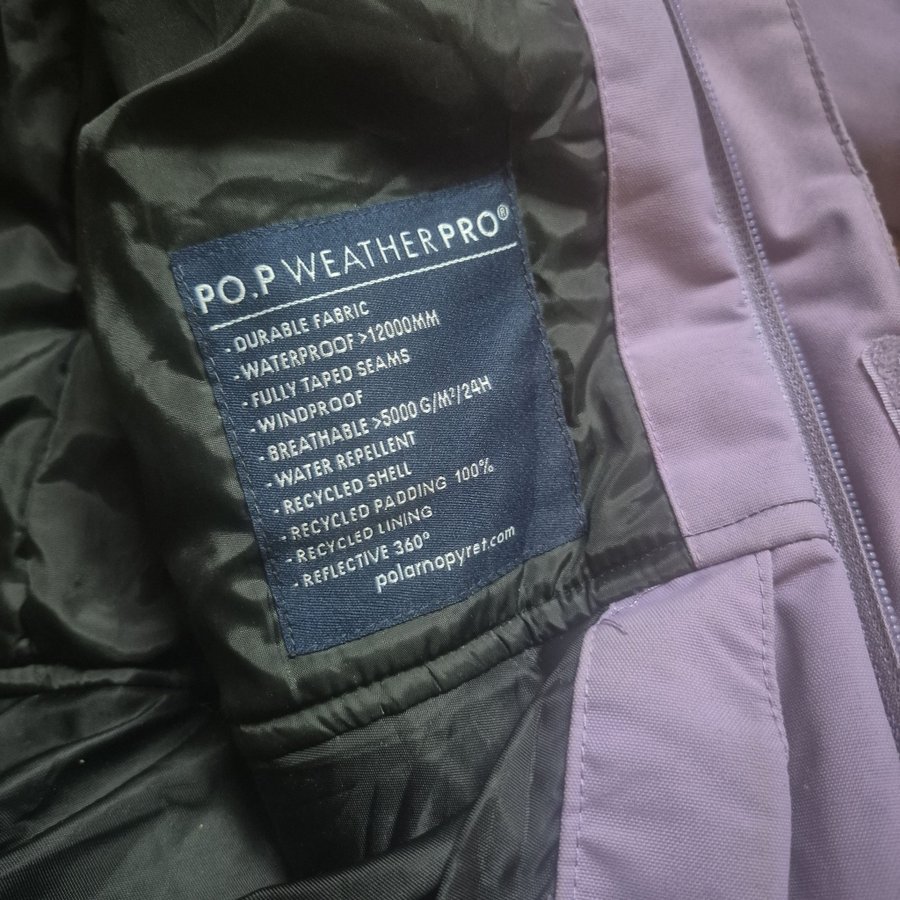 PO.P WEATHERPRO®
- DURABLE FABRIC
- WATERPROOF >12000MM
- FULLY TAPED SEAMS
- WINDPROOF
- BREATHABLE >5000 G/M²/24H
- WATER REPELLENT
- RECYCLED SHELL
- RECYCLED PADDING 100%
- RECYCLED LINING
- REFLECTIVE 360°
polarnopyret.com